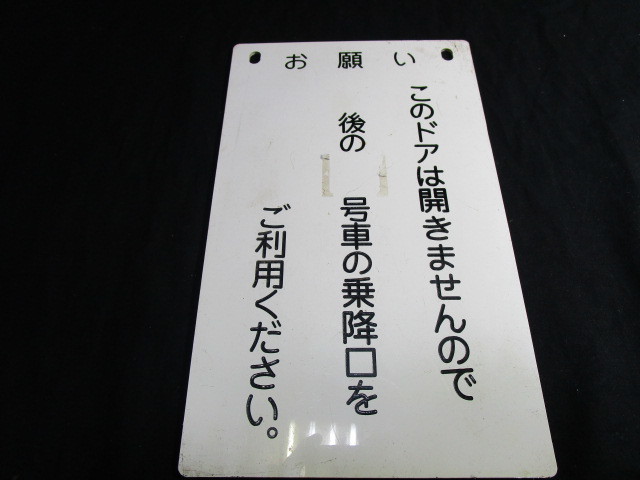 お願い
このドアは開きませんので
後の　号車の乗降口を
ご利用ください。